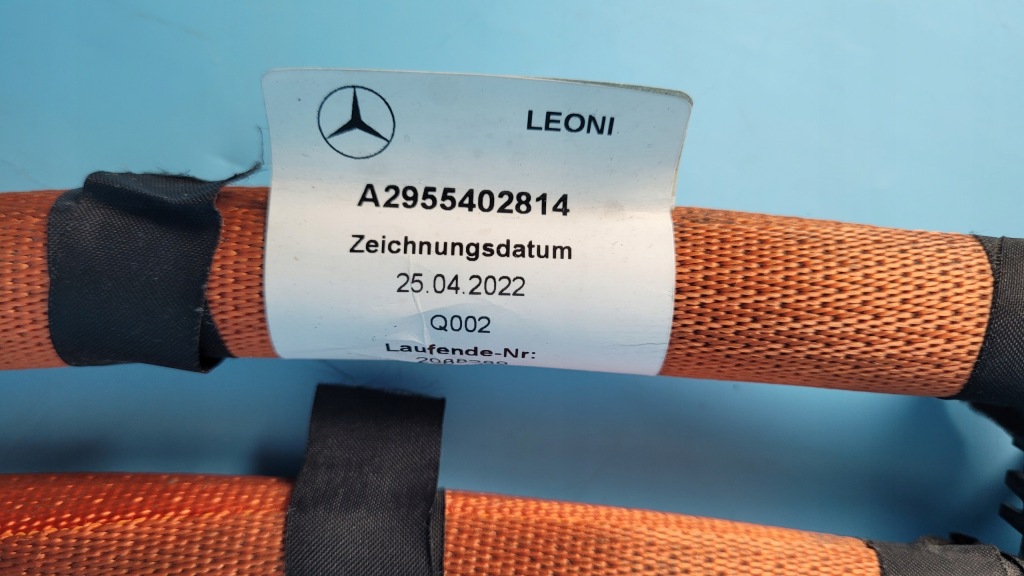 LEONI
A2955402814
Zeichnungsdatum
25.04.2022
Q002
Laufende-Nr: